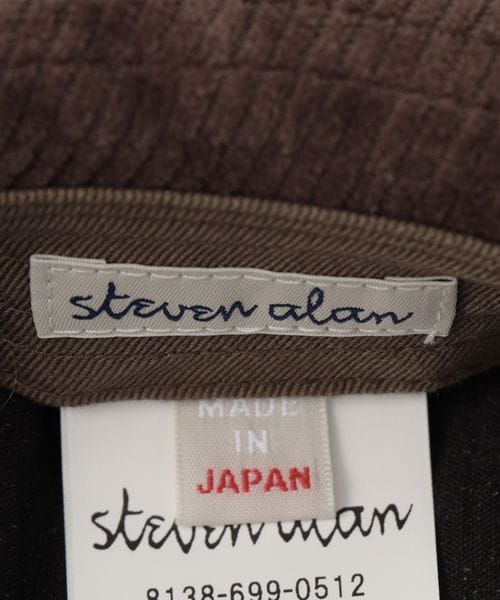 steven alan
MADE
IN
JAPAN
steven alan
8138-699-0512